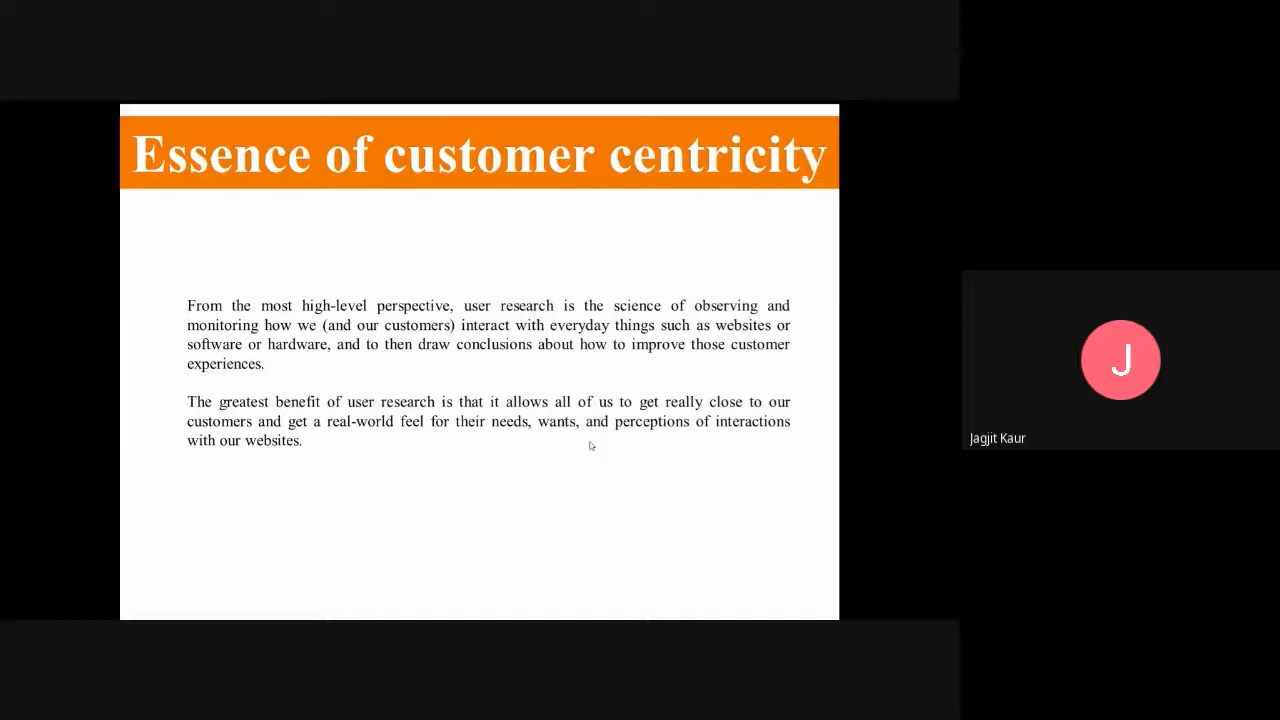 Essence of customer centricity
From the most high-level perspective, user research is the science of observing and
monitoring how we (and our customers) interact with everyday things such as websites or
software or hardware, and to then draw conclusions about how to improve those customer
experiences.
The greatest benefit of user research is that it allows all of us to get really close to our
customers and get a real-world feel for their needs, wants, and perceptions of interactions
with our websites.
J
Jagjit Kaur